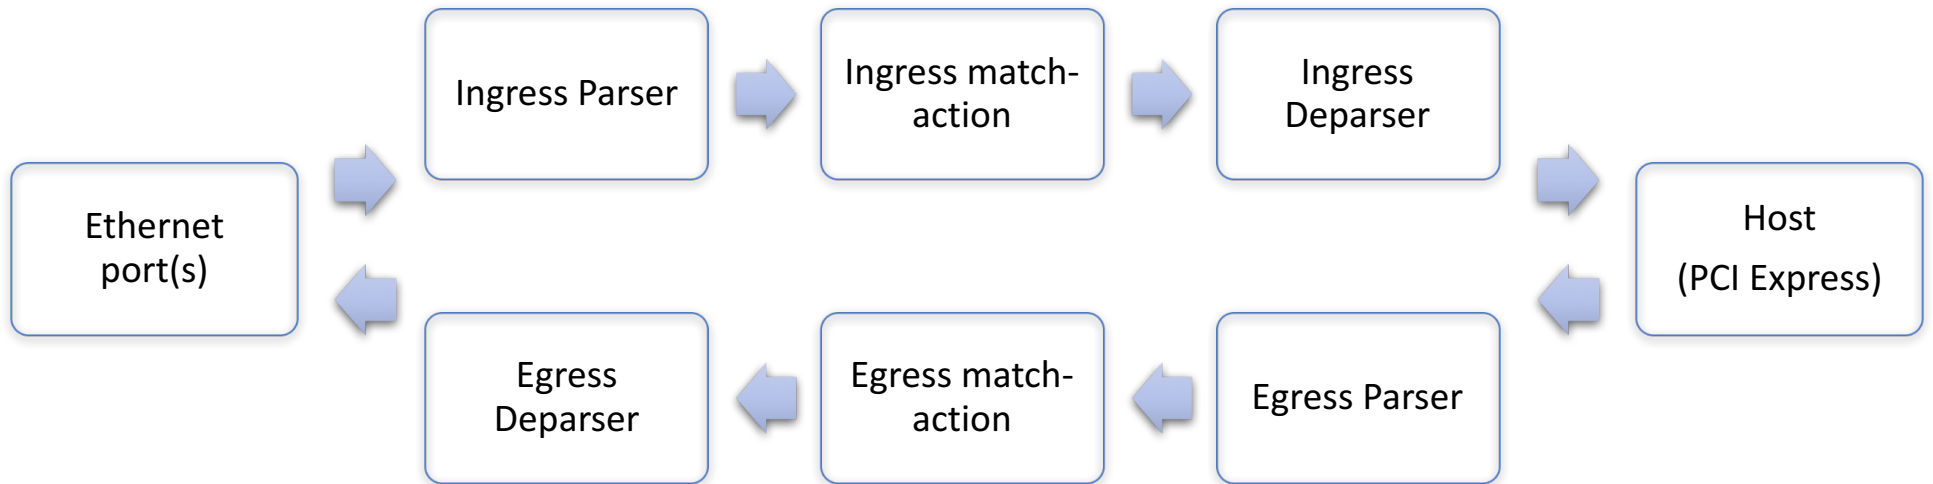 Ingress Parser
Ingress match-
action
Ingress
Deparser
Ethernet
port(s)
Host
(PCI Express)
Egress
Deparser
Egress match-
action
Egress Parser